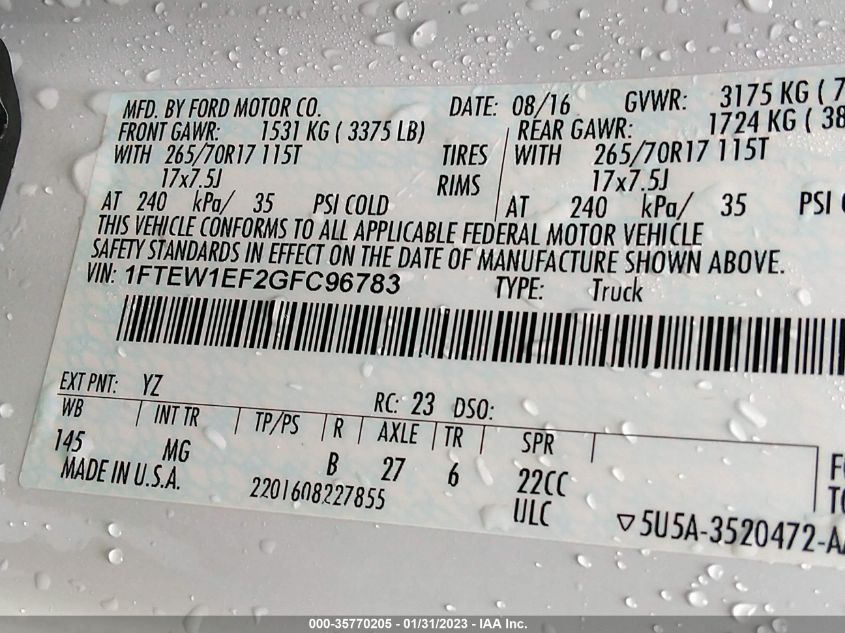 MFD. BY FORD MOTOR CO. DATE: 08/16 GVWR: 3175 KG ( 7
FRONT GAWR: 1531 KG ( 3375 LB) REAR GAWR: 1724 KG ( 38
WITH 265/70R17 115T TIRES WITH 265/70R17 115T
17x7.5J RIMS 17x7.5J
AT 240 kPa/ 35 PSI COLD AT 240 kPa/ 35 PSI
THIS VEHICLE CONFORMS TO ALL APPLICABLE FEDERAL MOTOR VEHICLE
SAFETY STANDARDS IN EFFECT ON THE DATE OF MANUFACTURE SHOWN ABOVE.
VIN: 1FTEW1EF2GFC96783 TYPE: Truck
EXT PNT: YZ RC: 23 DSO:
WB INT TR TP/PS R AXLE TR SPR
145 MG B 27 6 22CC
MADE IN U.S.A. 2201608227855 ULC
▽5U5A-3520472-A
000-35770205 - 01/31/2023 - IAA Inc.